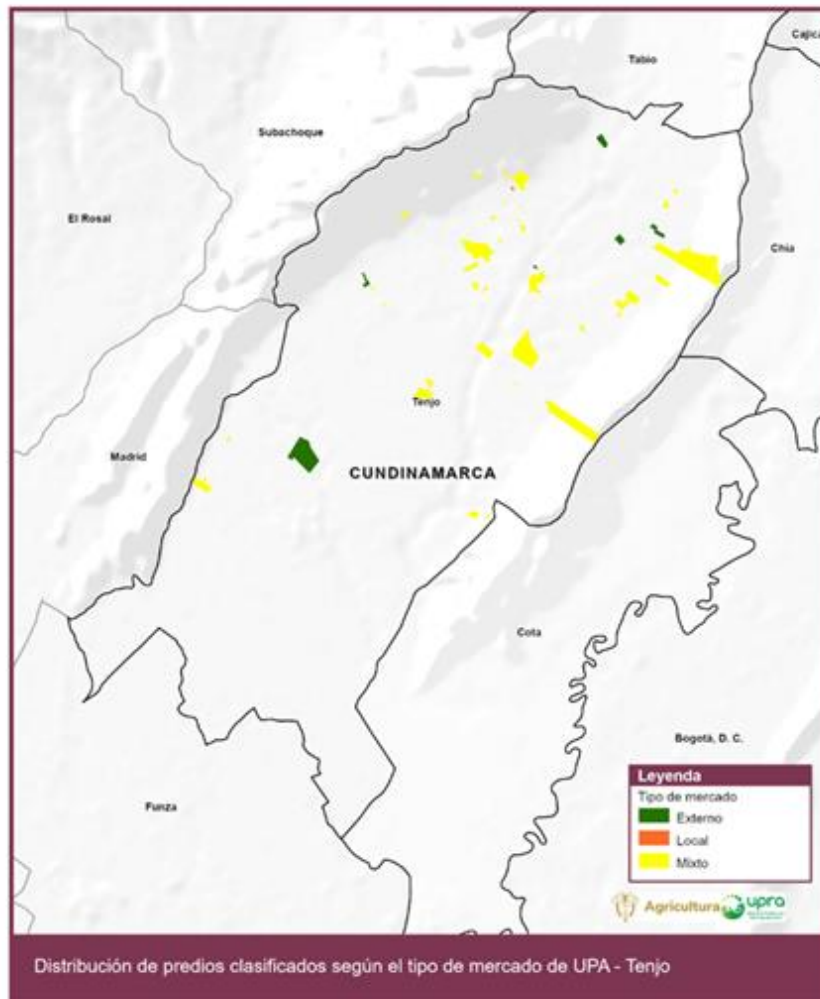 Cajicá
Tabio
Subachoque
El Rosal
Chía
Tenjo
Madrid
CUNDINAMARCA
Cota
Bogotá, D. C.
Funza
Leyenda
Tipo de mercado
Externo
Local
Mixto
Agricultura
upra
Distribución de predios clasificados según el tipo de mercado de UPA - Tenjo